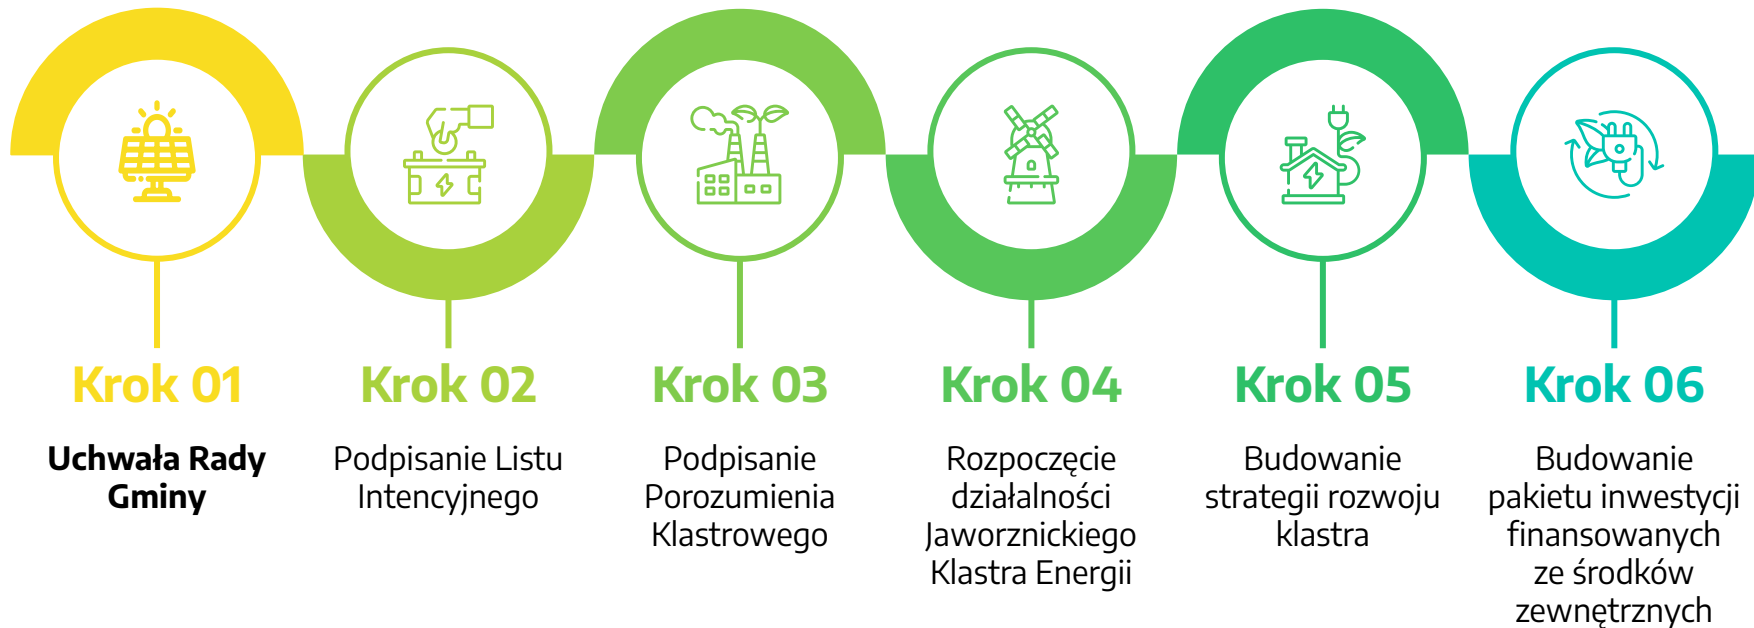 Krok 01
Uchwała Rady
Gminy
Krok 02
Podpisanie Listu
Intencyjnego
Krok 03
Podpisanie
Porozumienia
Klastrowego
Krok 04
Rozpoczęcie
działalności
Jaworznickiego
Klastra Energii
Krok 05
Budowanie
strategii rozwoju
klastra
Krok 06
Budowanie
pakietu inwestycji
finansowanych
ze środków
zewnętrznych